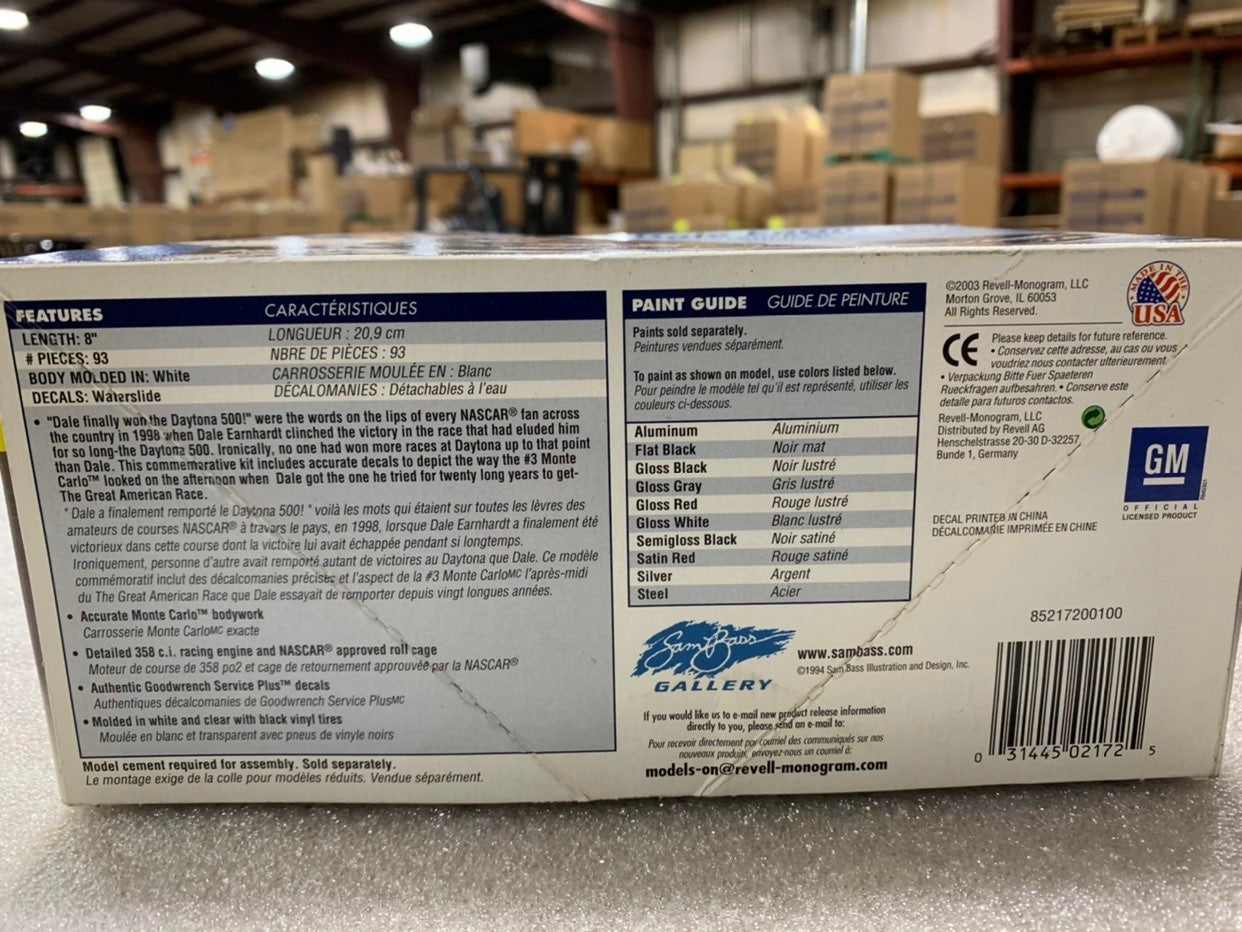 FEATURES CARACTÉRISTIQUES
LENGTH: 8" LONGUEUR : 20,9 cm
# PIECES: 93 NBRE DE PIÈCES : 93
BODY MOLDED IN: White CARROSSERIE MOULÉE EN : Blanc
DECALS: Waterslide DÉCALOMANIES : Détachables à l'eau
• "Dale finally won the Daytona 500!" were the words on the lips of every NASCAR® fan across
the country in 1998 when Dale Earnhardt clinched the victory in the race that had eluded him
for so long-the Daytona 500. Ironically, no one had won more races at Daytona up to that point
than Dale. This commemorative kit includes accurate decals to depict the way the #3 Monte
Carlo™ looked on the afternoon when Dale got the one he tried for twenty long years to get-
The Great American Race.
" Dale a finalement remporté le Daytona 500! " voilà les mots qui étaient sur toutes les lèvres des
amateurs de courses NASCAR® à travers le pays, en 1998, lorsque Dale Earnhardt a finalement été
victorieux dans cette course dont la victoire lui avait échappée pendant si longtemps.
Ironiquement, personne d'autre avait remporté autant de victoires au Daytona que Dale. Ce modèle
commémoratif inclut des décalcomanies précises et l'aspect de la #3 Monte CarloMC l'après-midi
du The Great American Race que Dale essayait de remporter depuis vingt longues années.
• Accurate Monte Carlo™ bodywork
Carrosserie Monte CarloMC exacte
• Detailed 358 c.i. racing engine and NASCAR® approved roll cage
Moteur de course de 358 po2 et cage de retournement approuvée par la NASCAR®
• Authentic Goodwrench Service Plus™ decals
Authentiques décalcomanies de Goodwrench Service PlusMC
• Molded in white and clear with black vinyl tires
Moulée en blanc et transparent avec pneus de vinyle noirs
Model cement required for assembly. Sold separately.
Le montage exige de la colle pour modèles réduits. Vendue séparément.
PAINT GUIDE GUIDE DE PEINTURE
Paints sold separately.
Peintures vendues séparément.
To paint as shown on model, use colors listed below.
Pour peindre le modèle tel qu'il est représenté, utiliser les
couleurs ci-dessous.
Aluminum Aluminium
Flat Black Noir mat
Gloss Black Noir lustré
Gloss Gray Gris lustré
Gloss Red Rouge lustré
Gloss White Blanc lustré
Semigloss Black Noir satiné
Satin Red Rouge satiné
Silver Argent
Steel Acier
Sam Bass
GALLERY
www.sambass.com
©1994 Sam Bass Illustration and Design, Inc.
If you would like us to e-mail new product release information
directly to you, please send an e-mail to:
Pour recevoir directement par courriel des communiqués sur nos
nouveaux produits, envoyez-nous un courriel à:
models-on@revell-monogram.com
©2003 Revell-Monogram, LLC
Morton Grove, IL 60053
All Rights Reserved.
MADE IN THE
USA
CE
Please keep details for future reference.
• Conservez cette adresse, au cas ou vous
voudriez nous contacter ulterieurement
• Verpackung Bitte Fuer Spaeteren
Rueckfragen aufbesahren. • Conserve este
detalle para futuros contactos.
Revell-Monogram, LLC
Distributed by Revell AG
Henschelstrasse 20-30 D-32257,
Bunde 1, Germany
GM
OFFICIAL
LICENSED PRODUCT
DECAL PRINTED IN CHINA
DÉCALCOMANIE IMPRIMÉE EN CHINE
85217200100
0 31445 02172 5